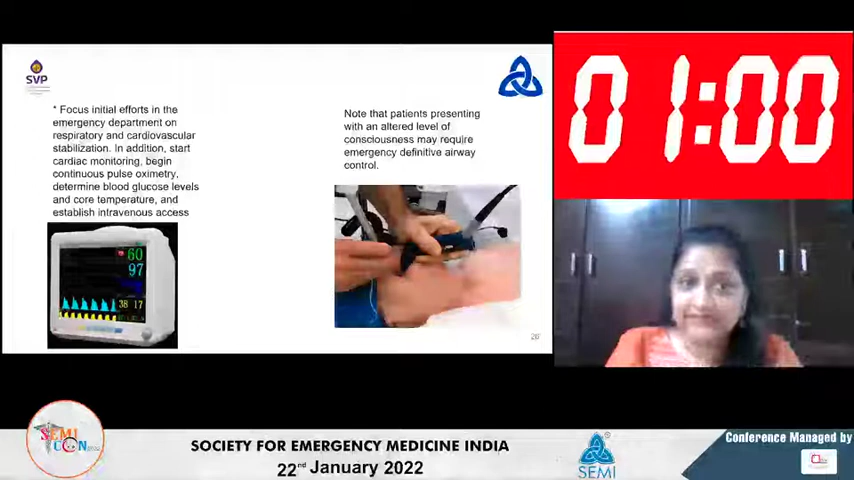 SVP
* Focus initial efforts in the
emergency department on
respiratory and cardiovascular
stabilization. In addition, start
cardiac monitoring, begin
continuous pulse oximetry,
determine blood glucose levels
and core temperature, and
establish intravenous access
Note that patients presenting
with an altered level of
consciousness may require
emergency definitive airway
control.
60
97
38 17
26
01:00
SEMI
SOCIETY FOR EMERGENCY MEDICINE INDIA
22nd January 2022
SEMI
Conference Managed by